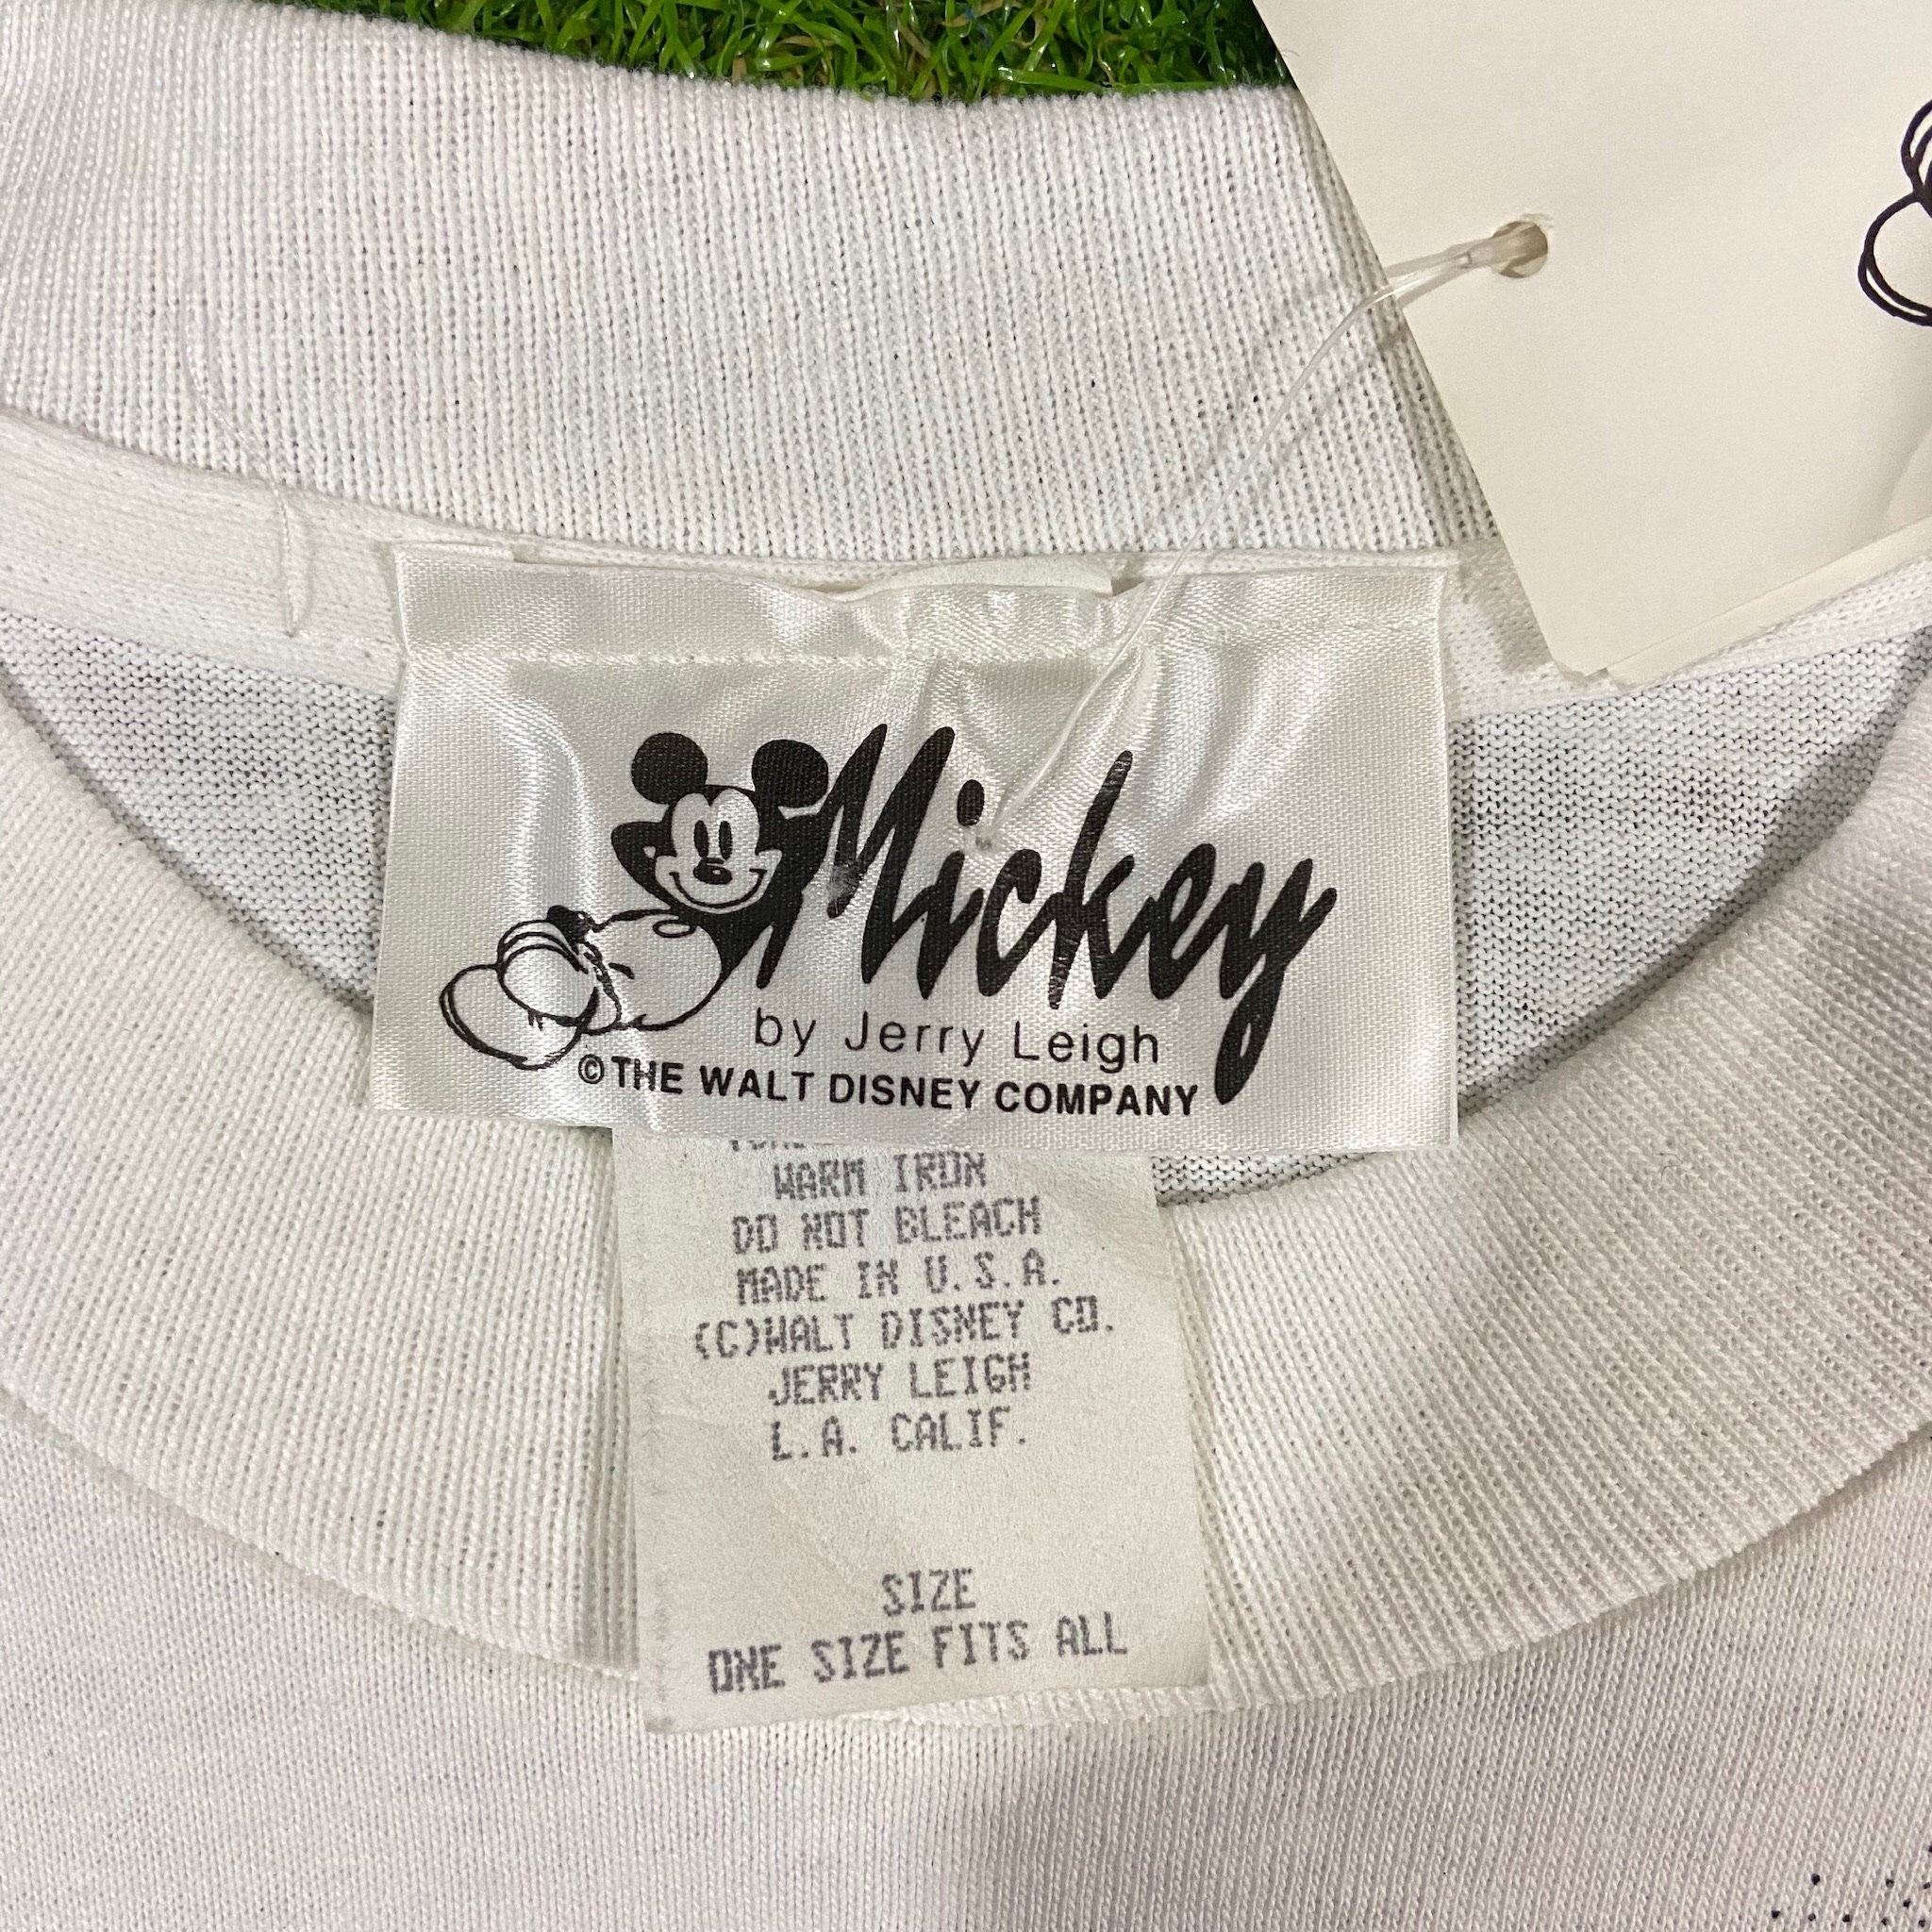 Mickey
by Jerry Leigh
©THE WALT DISNEY COMPANY
WARM IRON
DO NOT BLEACH
MADE IN U.S.A.
(C)WALT DISNEY CO.
JERRY LEIGH
L.A. CALIF.
SIZE
ONE SIZE FITS ALL